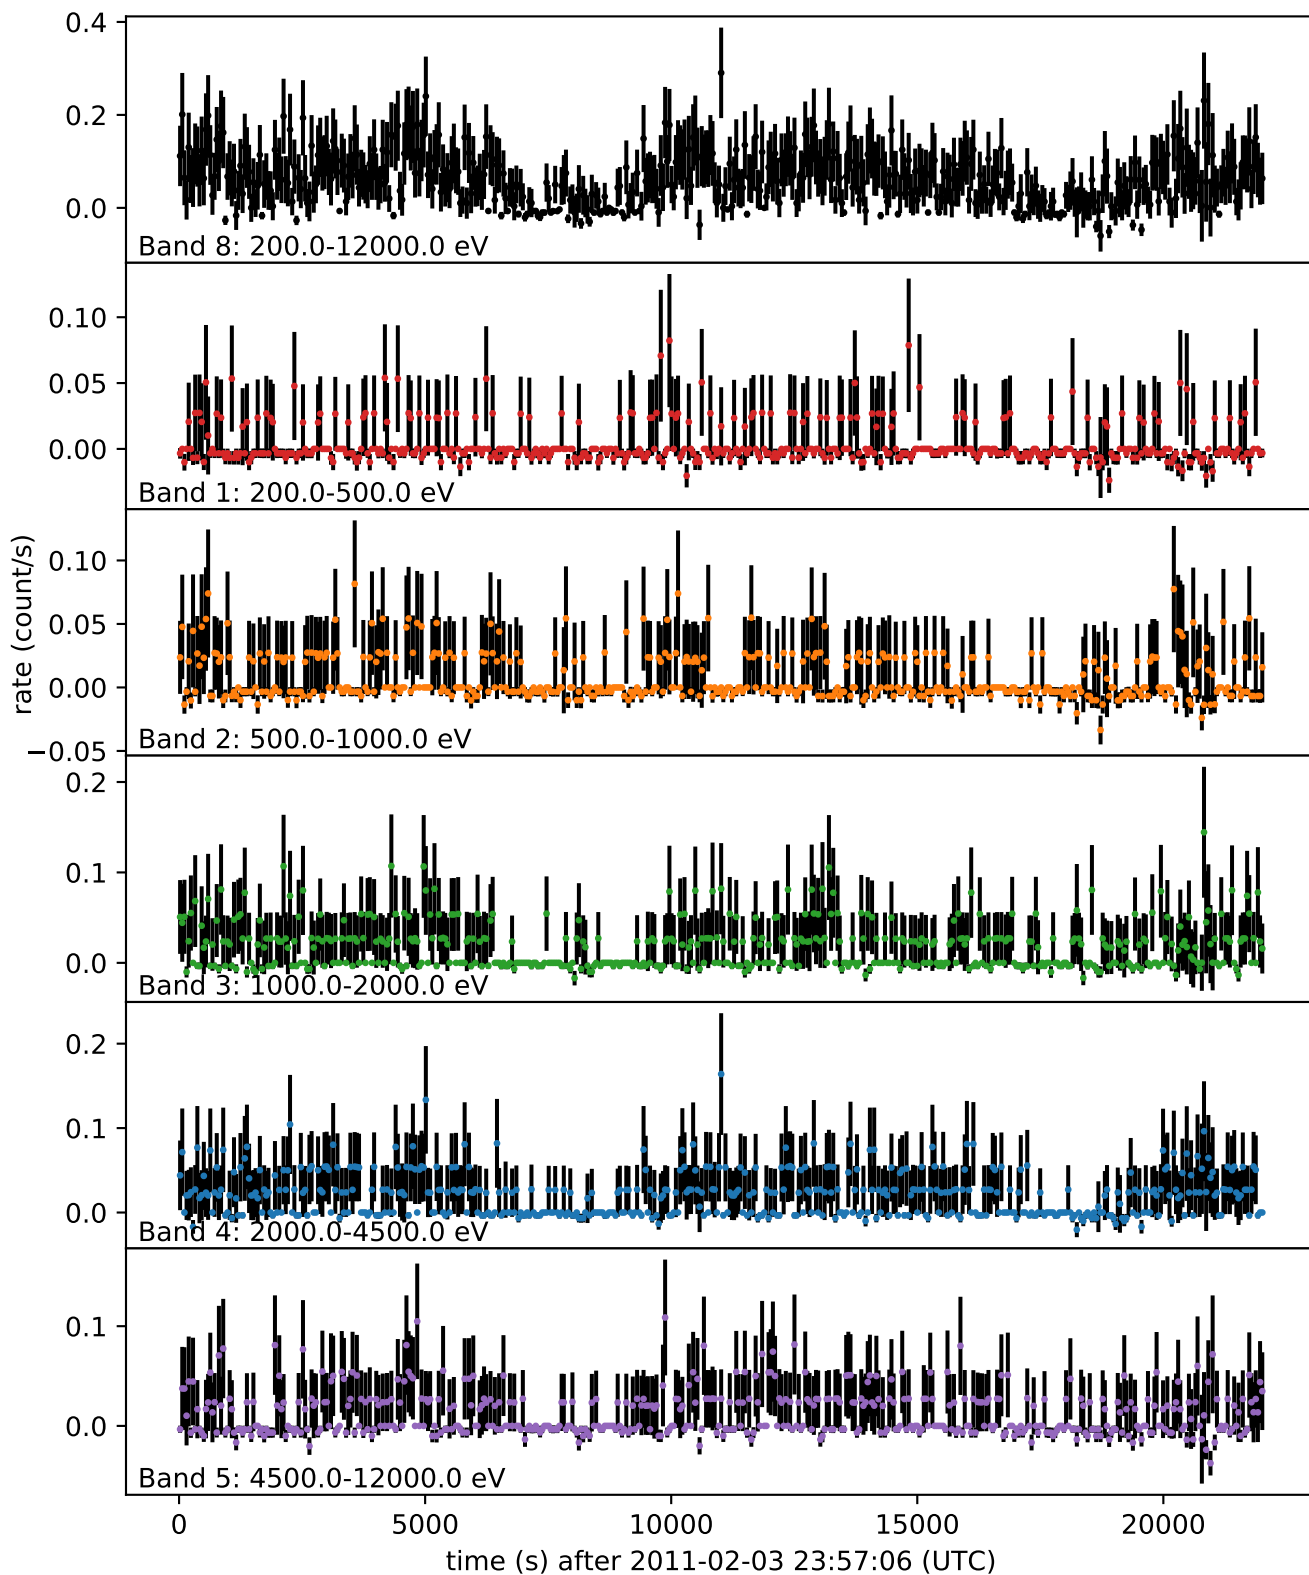 0.4
0.2
0.0
Band 8: 200.0-12000.0 eV
0.10
0.05
0.00
Band 1: 200.0-500.0 eV
rate (count/s)
0.10
0.05
0.00
−0.05
Band 2: 500.0-1000.0 eV
0.2
0.1
0.0
Band 3: 1000.0-2000.0 eV
0.2
0.1
0.0
Band 4: 2000.0-4500.0 eV
0.1
0.0
Band 5: 4500.0-12000.0 eV
0 5000 10000 15000 20000
time (s) after 2011-02-03 23:57:06 (UTC)